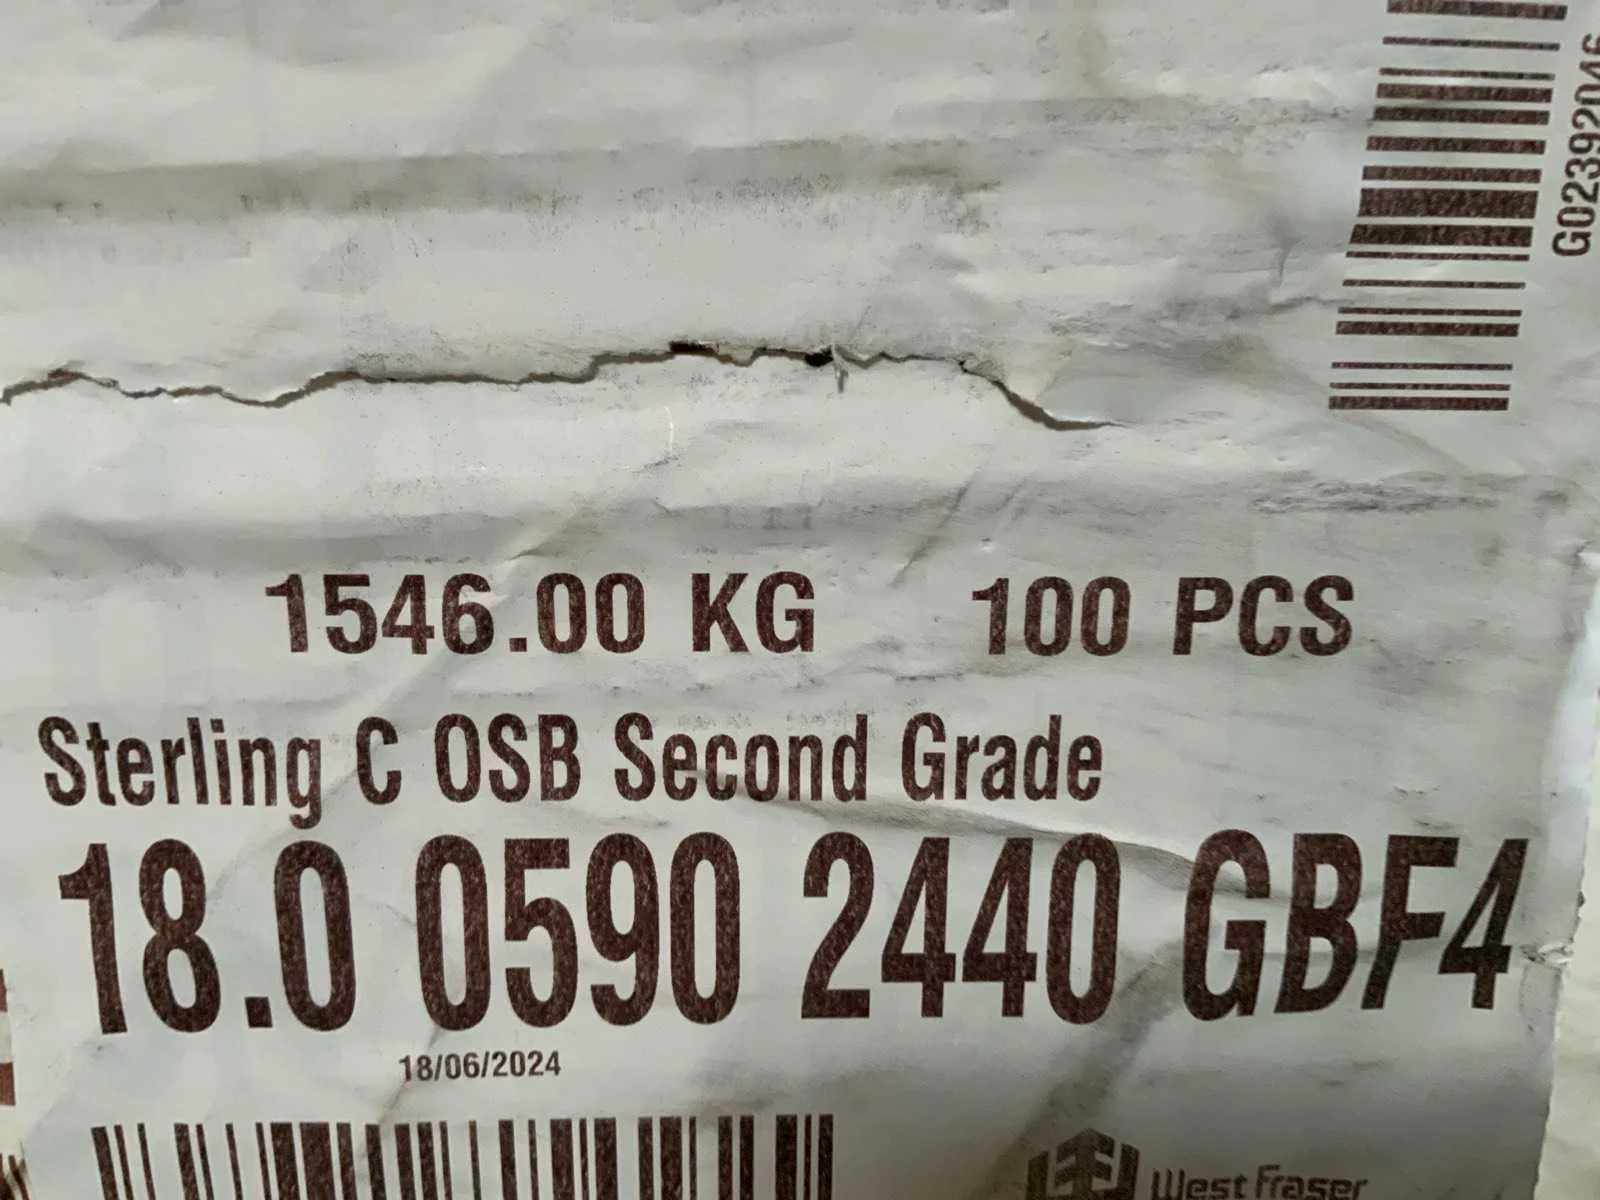 G02392046
1546.00 KG 100 PCS
Sterling C OSB Second Grade
18.0 0590 2440 GBF4
18/06/2024
West Fraser